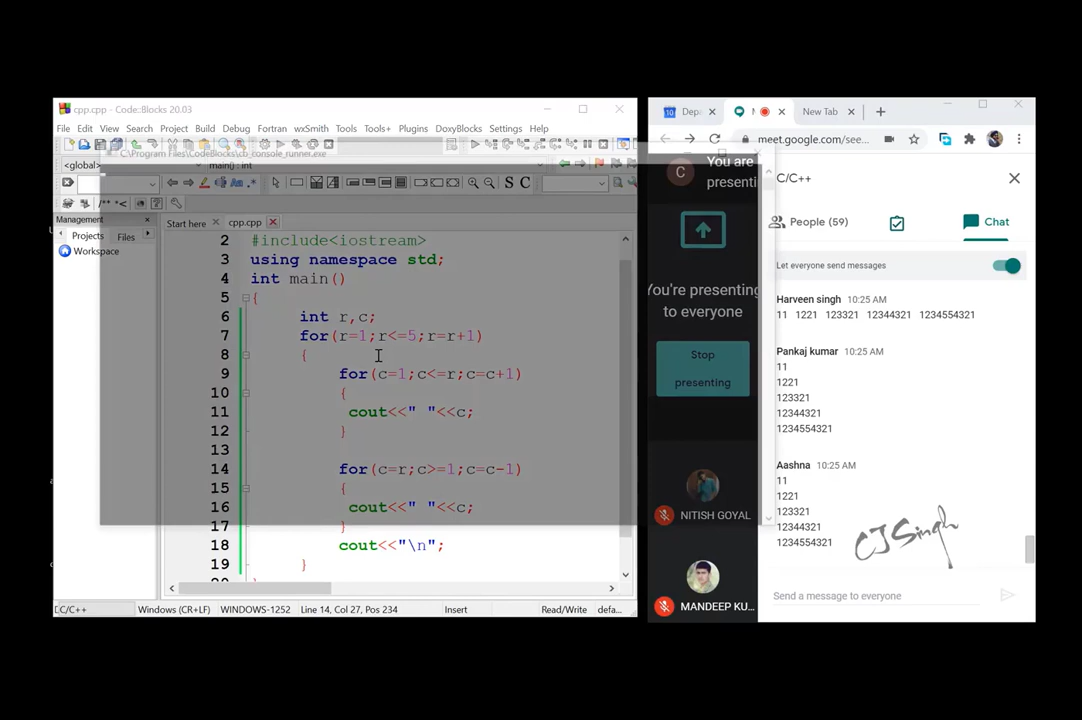 cpp.cpp - Code::Blocks 20.03
File Edit View Search Project Build Debug Fortran wxSmith Tools Tools+ Plugins DoxyBlocks Settings Help
C:\Program Files\CodeBlocks\cb_console_runner.exe
<global>
main() : int
Management
Projects
Files
Workspace
Start here
cpp.cpp
2 #include<iostream>
3 using namespace std;
4 int main()
5 {
6 int r,c;
7 for(r=1;r<=5;r=r+1)
8 {
9 for(c=1;c<=r;c=c+1)
10 {
11 cout<<" "<<c;
12 }
13
14 for(c=r;c>=1;c=c-1)
15 {
16 cout<<" "<<c;
17 }
18 cout<<"\n";
19 }
C/C++
Windows (CR+LF)
WINDOWS-1252
Line 14, Col 27, Pos 234
Insert
Read/Write
defa...
New Tab
meet.google.com/see...
C
You are
presenti
You're presenting
to everyone
Stop
presenting
NITISH GOYAL
MANDEEP KU...
C/C++
People (59)
Chat
Let everyone send messages
Harveen singh 10:25 AM
11 1221 123321 12344321 1234554321
Pankaj kumar 10:25 AM
11
1221
123321
12344321
1234554321
Aashna 10:25 AM
11
1221
123321
12344321
1234554321
CJSingh
Send a message to everyone